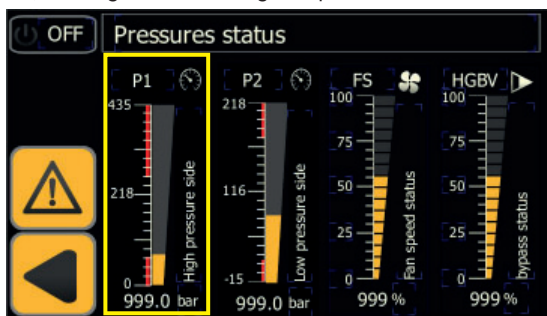 OFF
Pressures status
P1
435
218
0
High pressure side
999.0 bar
P2
218
116
-15
Low pressure side
999.0 bar
FS
100
75
50
25
0
Fan speed status
999 %
HGBV
100
75
50
25
0
bypass status
999 %